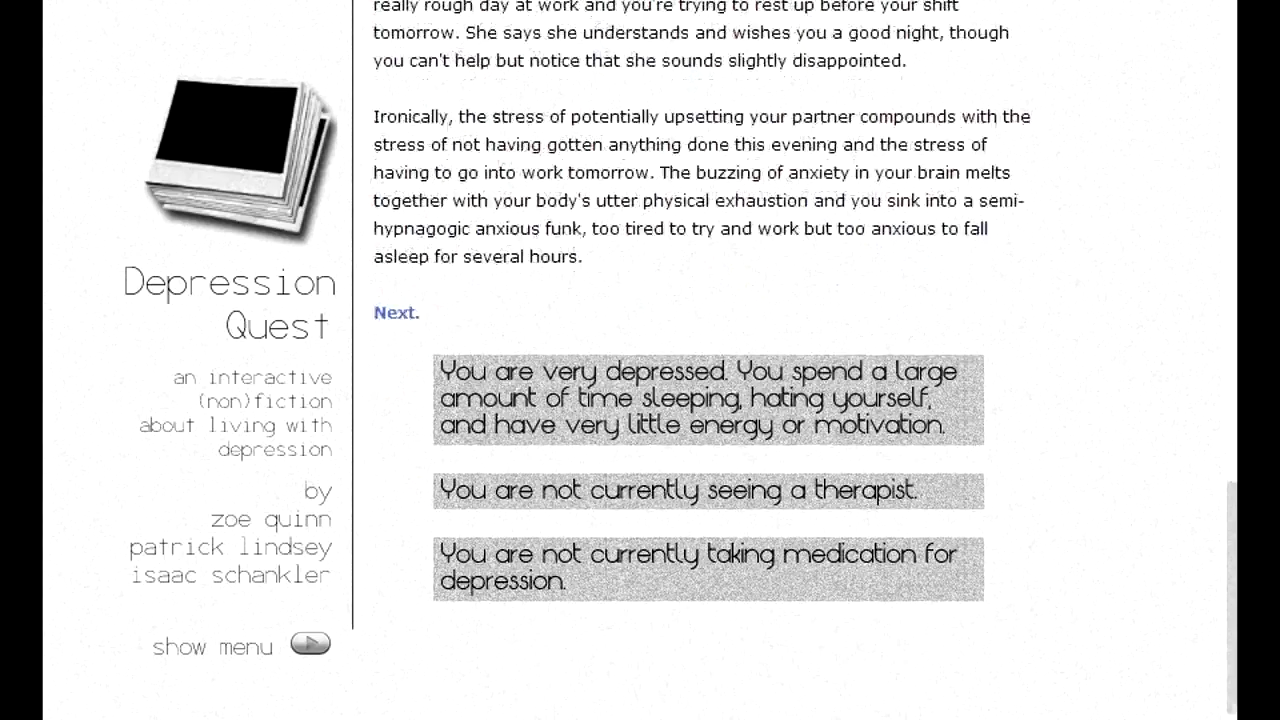 really rough day at work and you're trying to rest up before your shift
tomorrow. She says she understands and wishes you a good night, though
you can't help but notice that she sounds slightly disappointed.
Ironically, the stress of potentially upsetting your partner compounds with the
stress of not having gotten anything done this evening and the stress of
having to go into work tomorrow. The buzzing of anxiety in your brain melts
together with your body's utter physical exhaustion and you sink into a semi-
hypnagogic anxious funk, too tired to try and work but too anxious to fall
asleep for several hours.
Next.
You are very depressed. You spend a large
amount of time sleeping, hating yourself,
and have very little energy or motivation.
You are not currently seeing a therapist.
You are not currently taking medication for
depression.
Depression
Quest
an interactive
(non)fiction
about living with
depression
by
zoe quinn
patrick lindsey
isaac schankler
show menu